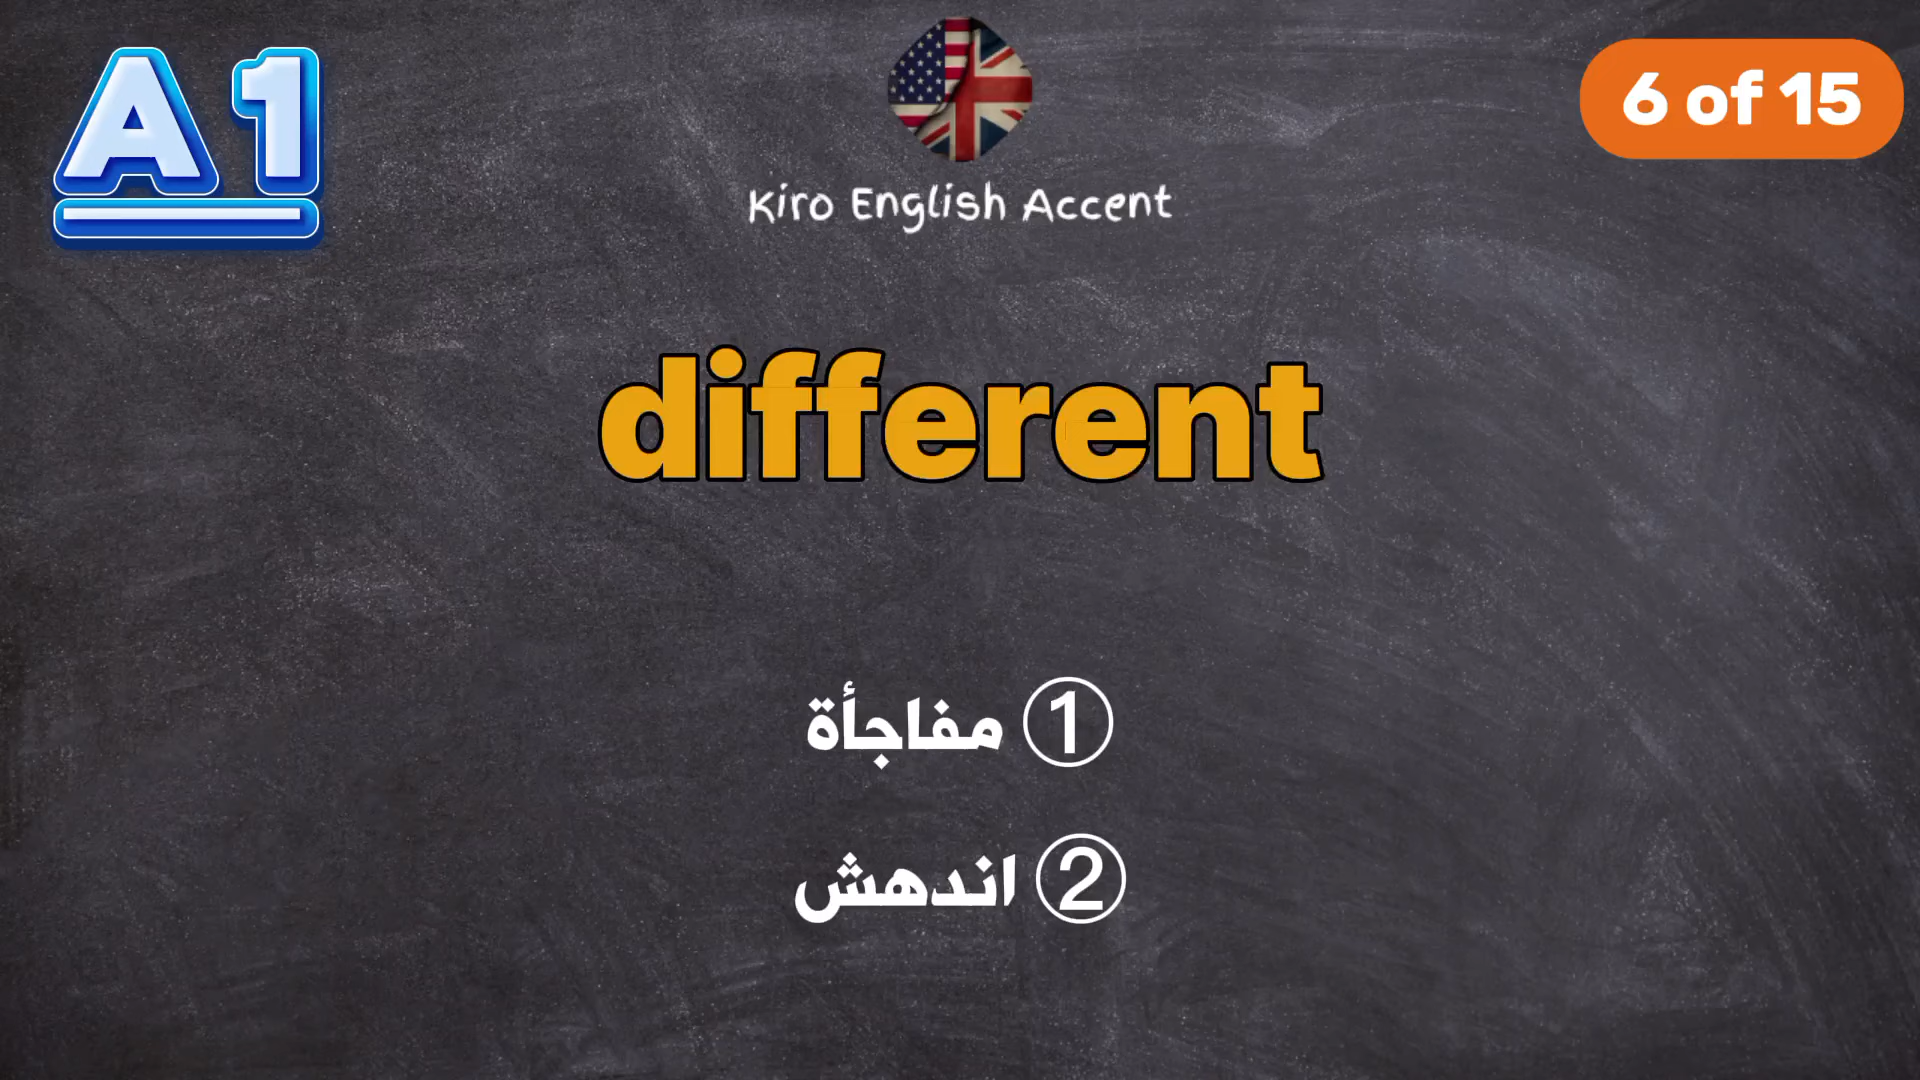 A1
6 of 15
Kiro English Accent
different
① مفاجأة
② اندهش